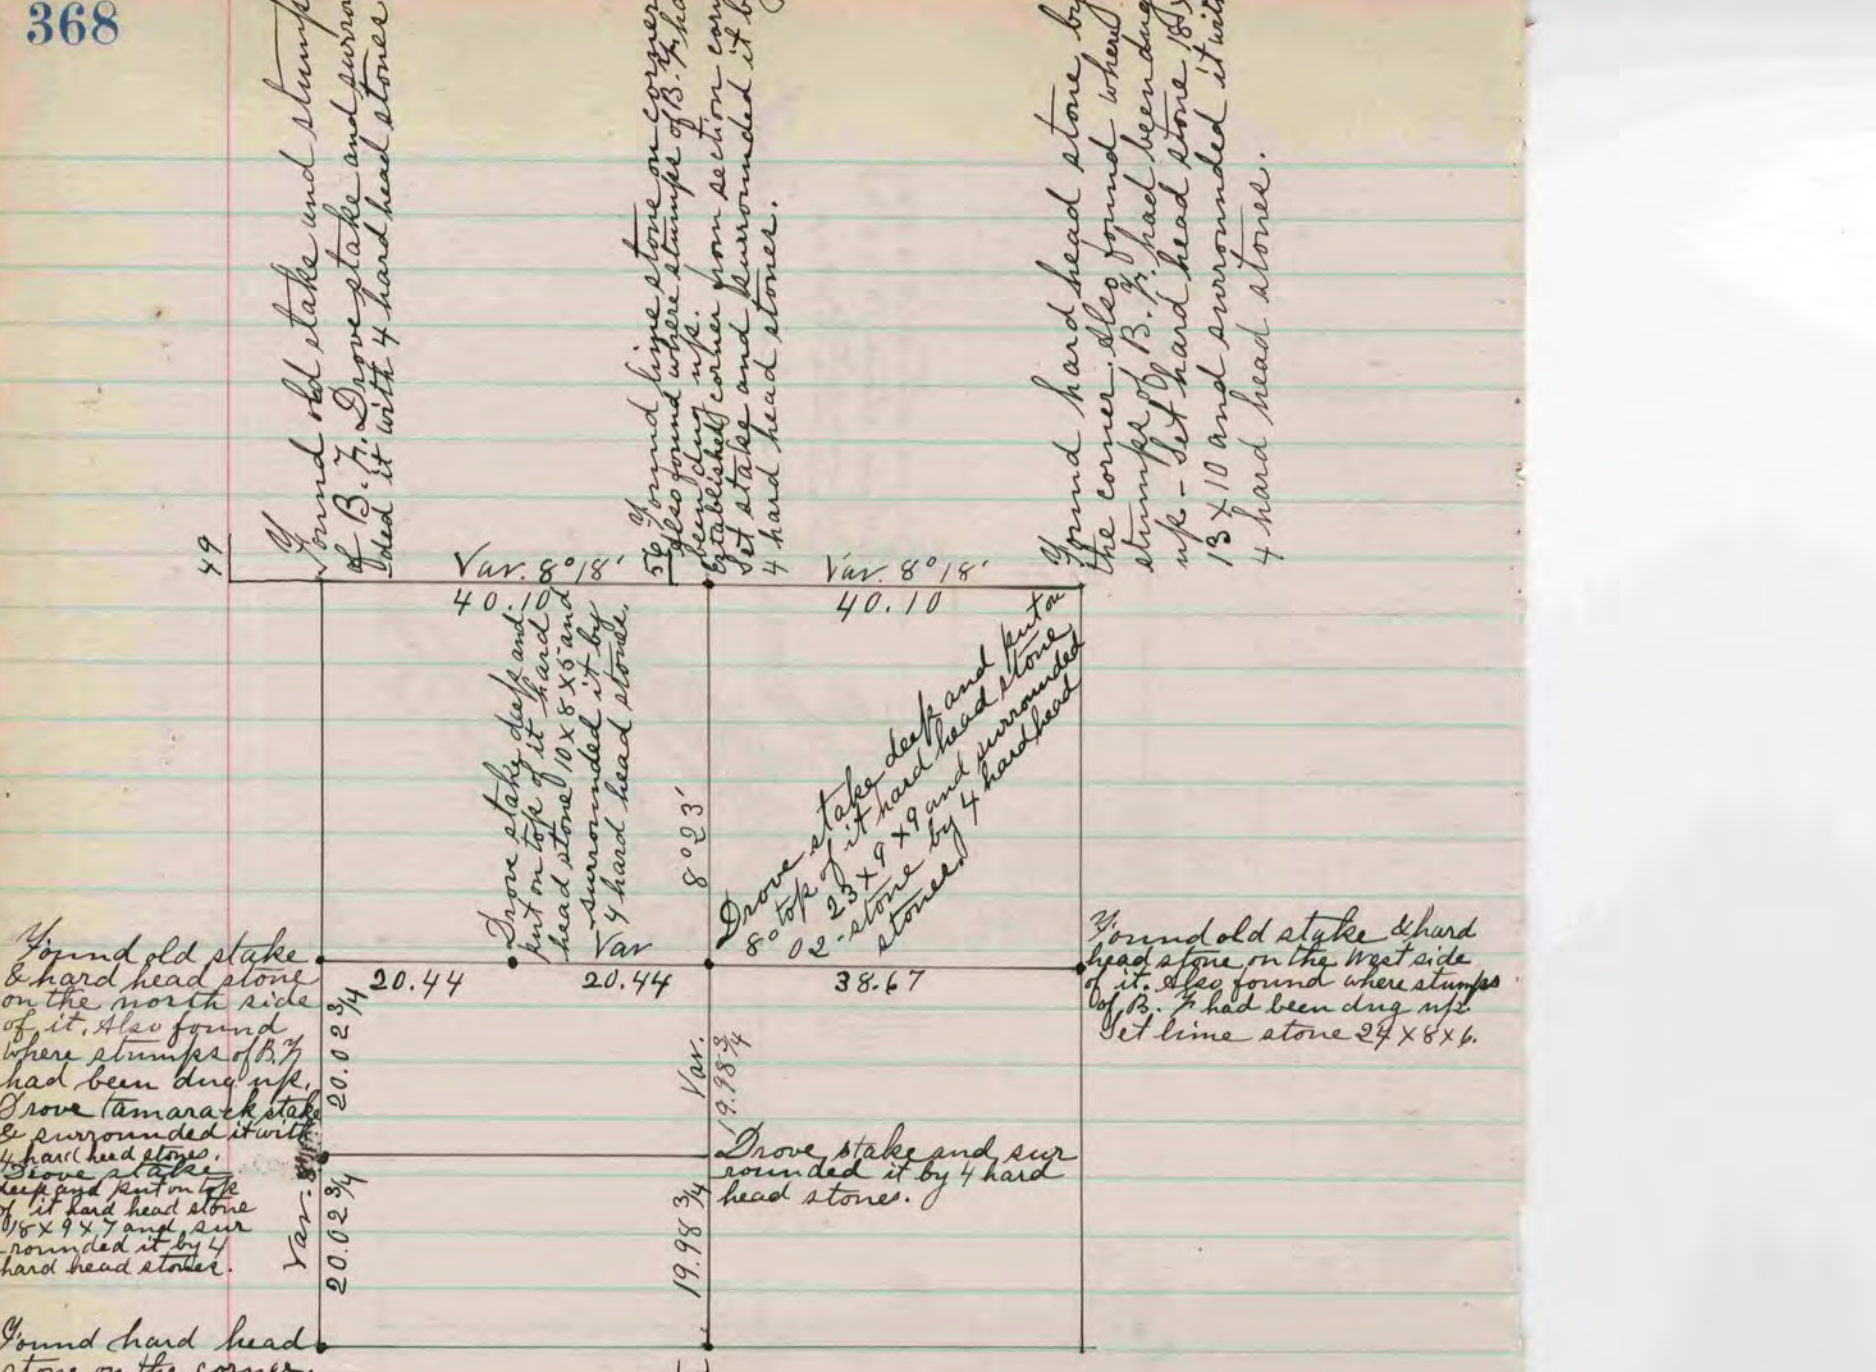 368
Found old stake and stump
of B. F. Drove stake and surro
ded it with 4 hard head stones
49
Found lime stone on corner
also found where stumps of B. F. ha
been dug up.
Established corner from section corn
Set stake and surrounded it b
4 hard head stones.
56
Found hard head stone by
the corner. Also found where
stumps of B. F. had been dug
up - Set hard head stone 18 x
13 x 10 and surrounded it with
4 hard head stones.
Var. 8° 18'
40.10
Var. 8° 18'
40.10
Drove stake deep and
put on top of it hard
head stone 10 x 8 x 5 and
surrounded it by
4 hard head stones.
Var
8° 23'
Drove stake deep and put on
top of it hard head stone
23 x 9 x 9 and surrounded
stone by 4 hard head
stones.
8°
02'
Found old stake
& hard head stone
on the north side
of it. Also found
where stumps of B. F
had been dug up.
Drove tamarack stake
& surrounded it with
4 hard head stones.
20.44
20.44
38.67
Found old stake & hard
head stone on the West side
of it. Also found where stumps
of B. F had been dug up
Set lime stone 24 x 8 x 6.
20.02 3/4
Var.
19.98 3/4
Drove stake
deep and put on top
of it hard head stone
18 x 9 x 7 and sur
rounded it by 4
hard head stones.
Var.
20.02 3/4
19.98 3/4
Drove stake and sur
rounded it by 4 hard
head stones.
Found hard head
stone on the corner